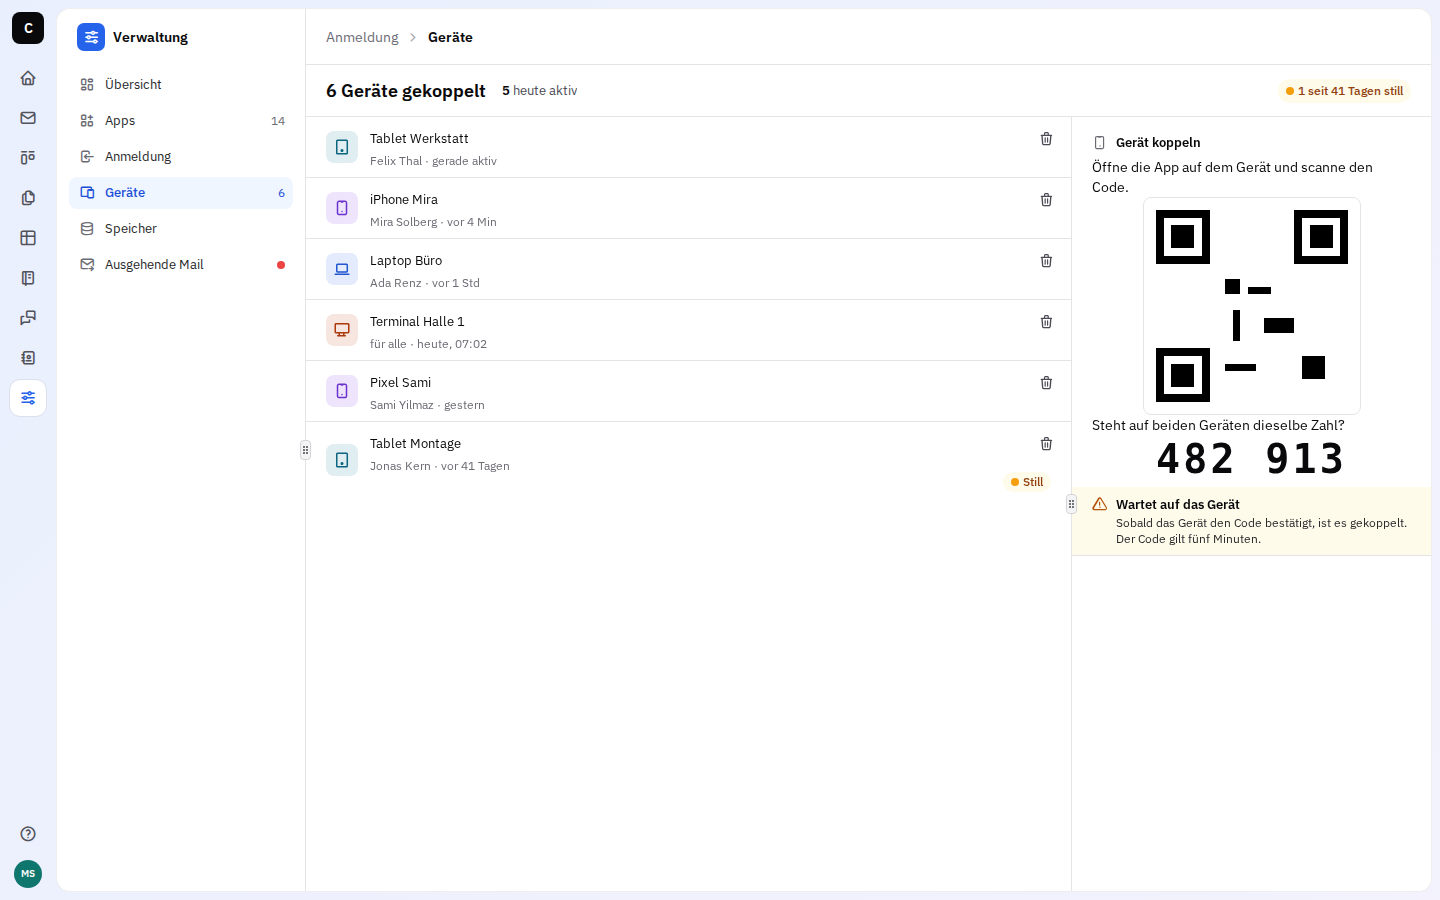 C
Verwaltung
Übersicht
Apps 14
Anmeldung
Geräte 6
Speicher
Ausgehende Mail
MS
Anmeldung Geräte
6 Geräte gekoppelt 5 heute aktiv
1 seit 41 Tagen still
Tablet Werkstatt
Felix Thal · gerade aktiv
iPhone Mira
Mira Solberg · vor 4 Min
Laptop Büro
Ada Renz · vor 1 Std
Terminal Halle 1
für alle · heute, 07:02
Pixel Sami
Sami Yilmaz · gestern
Tablet Montage
Jonas Kern · vor 41 Tagen
Still
Gerät koppeln
Öffne die App auf dem Gerät und scanne den
Code.
Steht auf beiden Geräten dieselbe Zahl?
482 913
Wartet auf das Gerät
Sobald das Gerät den Code bestätigt, ist es gekoppelt.
Der Code gilt fünf Minuten.